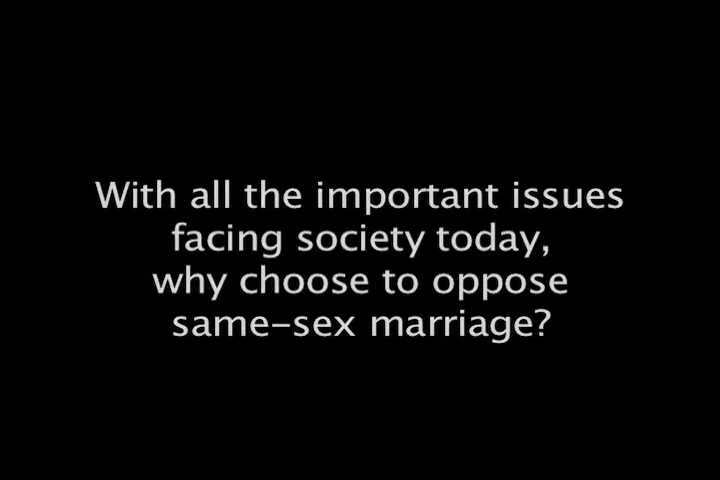 With all the important issues
facing society today,
why choose to oppose
same-sex marriage?